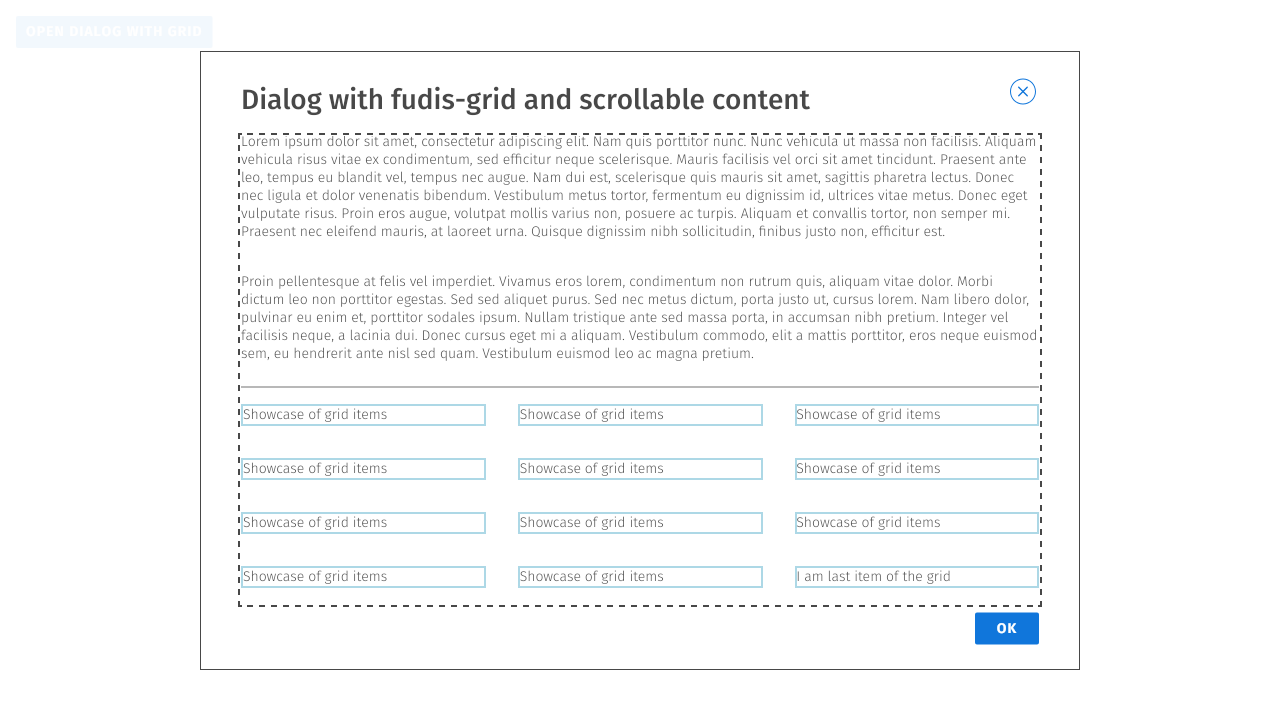 OPEN DIALOG WITH GRID
Dialog with fudis-grid and scrollable content
Lorem ipsum dolor sit amet, consectetur adipiscing elit. Nam quis porttitor nunc. Nunc vehicula ut massa non facilisis. Aliquam
vehicula risus vitae ex condimentum, sed efficitur neque scelerisque. Mauris facilisis vel orci sit amet tincidunt. Praesent ante
leo, tempus eu blandit vel, tempus nec augue. Nam dui est, scelerisque quis mauris sit amet, sagittis pharetra lectus. Donec
nec ligula et dolor venenatis bibendum. Vestibulum metus tortor, fermentum eu dignissim id, ultrices vitae metus. Donec eget
vulputate risus. Proin eros augue, volutpat mollis varius non, posuere ac turpis. Aliquam et convallis tortor, non semper mi.
Praesent nec eleifend mauris, at laoreet urna. Quisque dignissim nibh sollicitudin, finibus justo non, efficitur est.
Proin pellentesque at felis vel imperdiet. Vivamus eros lorem, condimentum non rutrum quis, aliquam vitae dolor. Morbi
dictum leo non porttitor egestas. Sed sed aliquet purus. Sed nec metus dictum, porta justo ut, cursus lorem. Nam libero dolor,
pulvinar eu enim et, porttitor sodales ipsum. Nullam tristique ante sed massa porta, in accumsan nibh pretium. Integer vel
facilisis neque, a lacinia dui. Donec cursus eget mi a aliquam. Vestibulum commodo, elit a mattis porttitor, eros neque euismod
sem, eu hendrerit ante nisl sed quam. Vestibulum euismod leo ac magna pretium.
Showcase of grid items
Showcase of grid items
Showcase of grid items
Showcase of grid items
Showcase of grid items
Showcase of grid items
Showcase of grid items
Showcase of grid items
Showcase of grid items
Showcase of grid items
Showcase of grid items
I am last item of the grid
OK